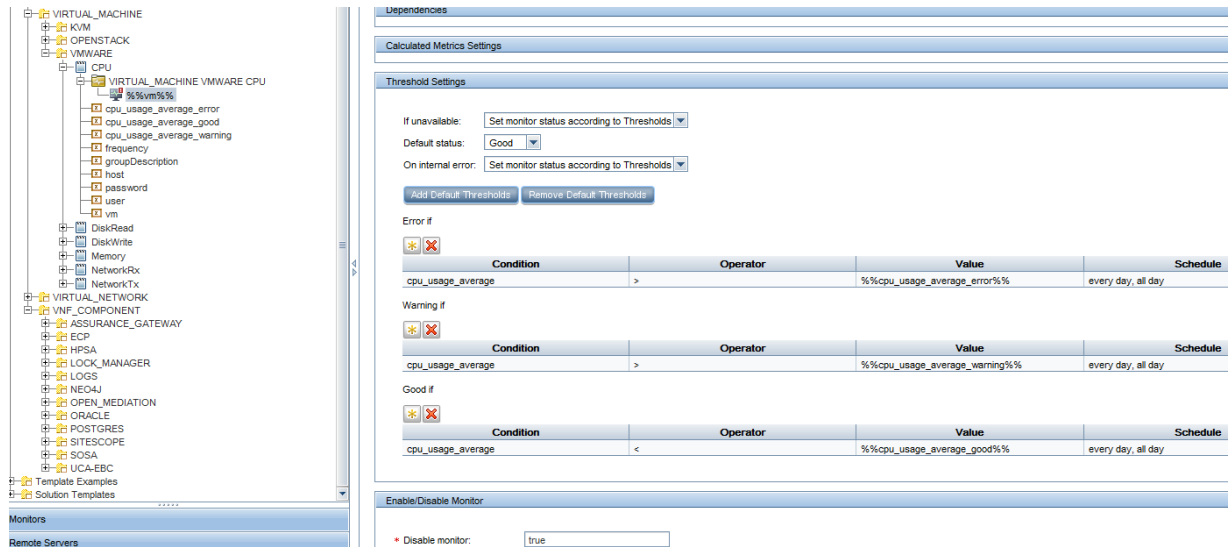 VIRTUAL_MACHINE
KVM
OPENSTACK
VMWARE
CPU
VIRTUAL_MACHINE VMWARE CPU
%%vm%%
cpu_usage_average_error
cpu_usage_average_good
cpu_usage_average_warning
frequency
groupDescription
host
password
user
vm
DiskRead
DiskWrite
Memory
NetworkRx
NetworkTx
VIRTUAL_NETWORK
VNF_COMPONENT
ASSURANCE_GATEWAY
ECP
HPSA
LOCK_MANAGER
LOGS
NEO4J
OPEN_MEDIATION
ORACLE
POSTGRES
SITESCOPE
SOSA
UCA-EBC
Template Examples
Solution Templates
Monitors
Remote Servers
Dependencies
Calculated Metrics Settings
Threshold Settings
If unavailable: Set monitor status according to Thresholds
Default status: Good
On internal error: Set monitor status according to Thresholds
Add Default Thresholds Remove Default Thresholds
Error if
Condition Operator Value Schedule
cpu_usage_average > %%cpu_usage_average_error%% every day, all day
Warning if
Condition Operator Value Schedule
cpu_usage_average > %%cpu_usage_average_warning%% every day, all day
Good if
Condition Operator Value Schedule
cpu_usage_average < %%cpu_usage_average_good%% every day, all day
Enable/Disable Monitor
* Disable monitor: true